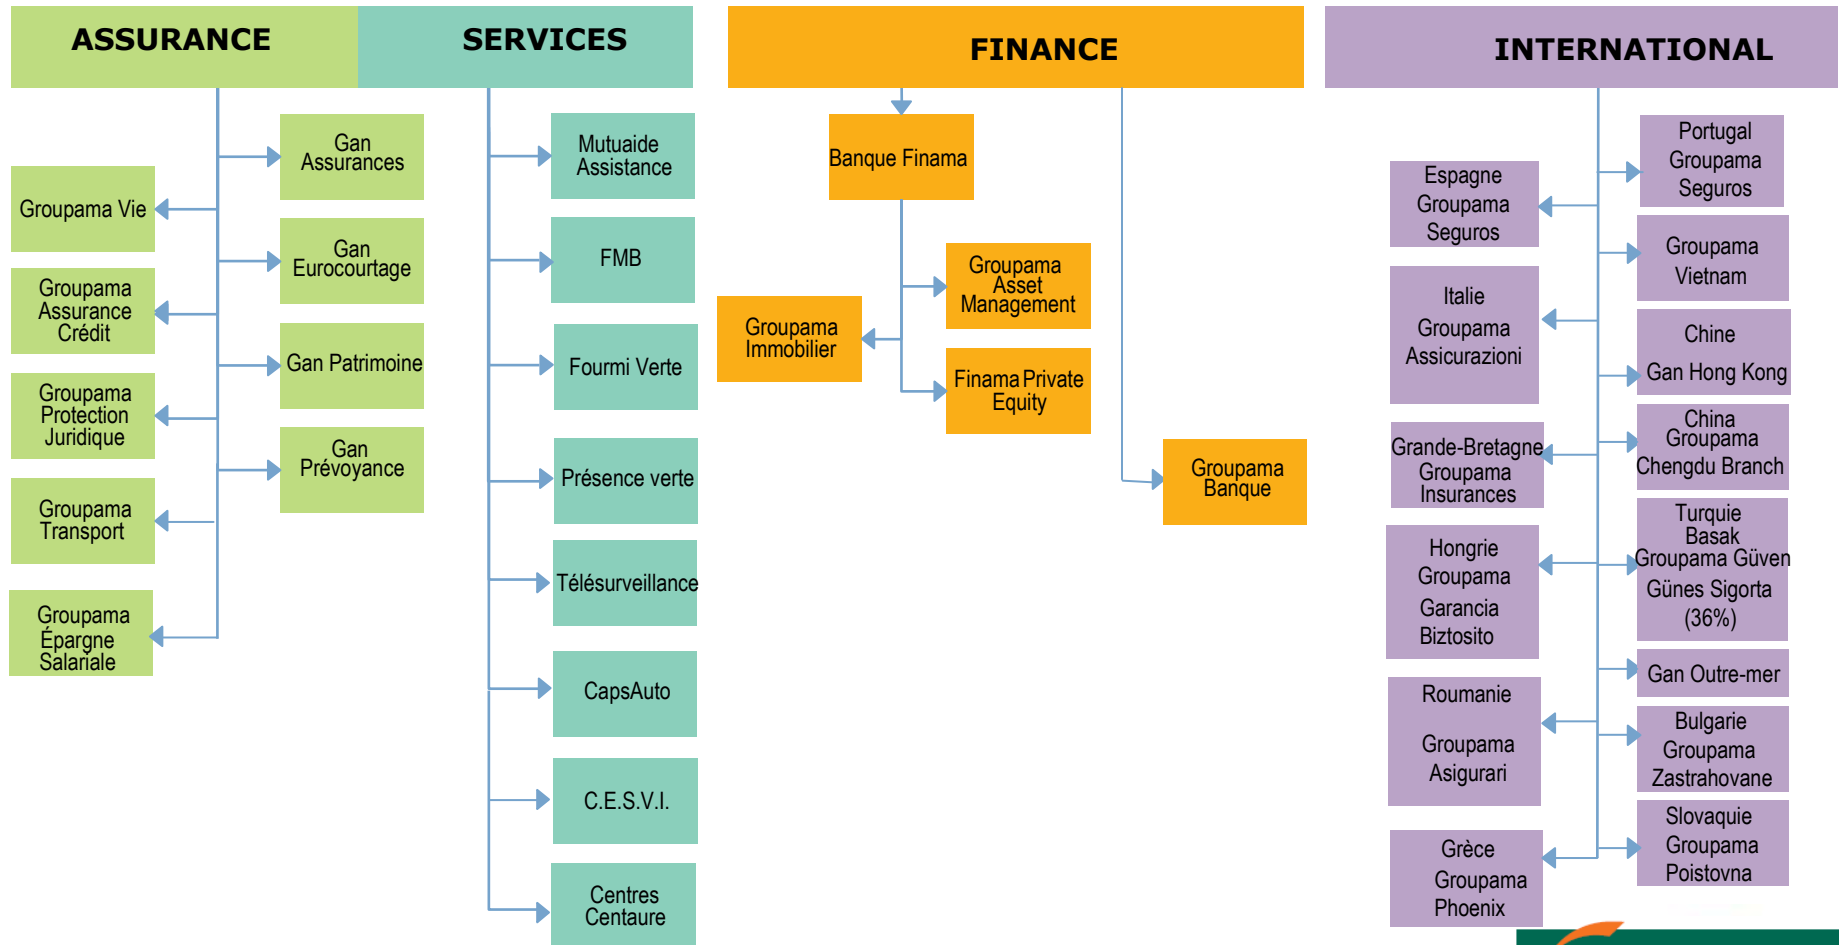 ASSURANCE
SERVICES
FINANCE
INTERNATIONAL
Groupama Vie
Groupama
Assurance
Crédit
Groupama
Protection
Juridique
Groupama
Transport
Groupama
Épargne
Salariale
Gan
Assurances
Gan
Eurocourtage
Gan Patrimoine
Gan
Prévoyance
Mutuaide
Assistance
FMB
Fourmi Verte
Présence verte
Télésurveillance
CapsAuto
C.E.S.V.I.
Centres
Centaure
Banque Finama
Groupama
Asset
Management
Groupama
Immobilier
Finama Private
Equity
Groupama
Banque
Espagne
Groupama
Seguros
Italie
Groupama
Assicurazioni
Grande-Bretagne
Groupama
Insurances
Hongrie
Groupama
Garancia
Biztosito
Roumanie
Groupama
Asigurari
Grèce
Groupama
Phoenix
Portugal
Groupama
Seguros
Groupama
Vietnam
Chine
Gan Hong Kong
China
Groupama
Chengdu Branch
Turquie
Basak
Groupama Güven
Günes Sigorta
(36%)
Gan Outre-mer
Bulgarie
Groupama
Zastrahovane
Slovaquie
Groupama
Poistovna